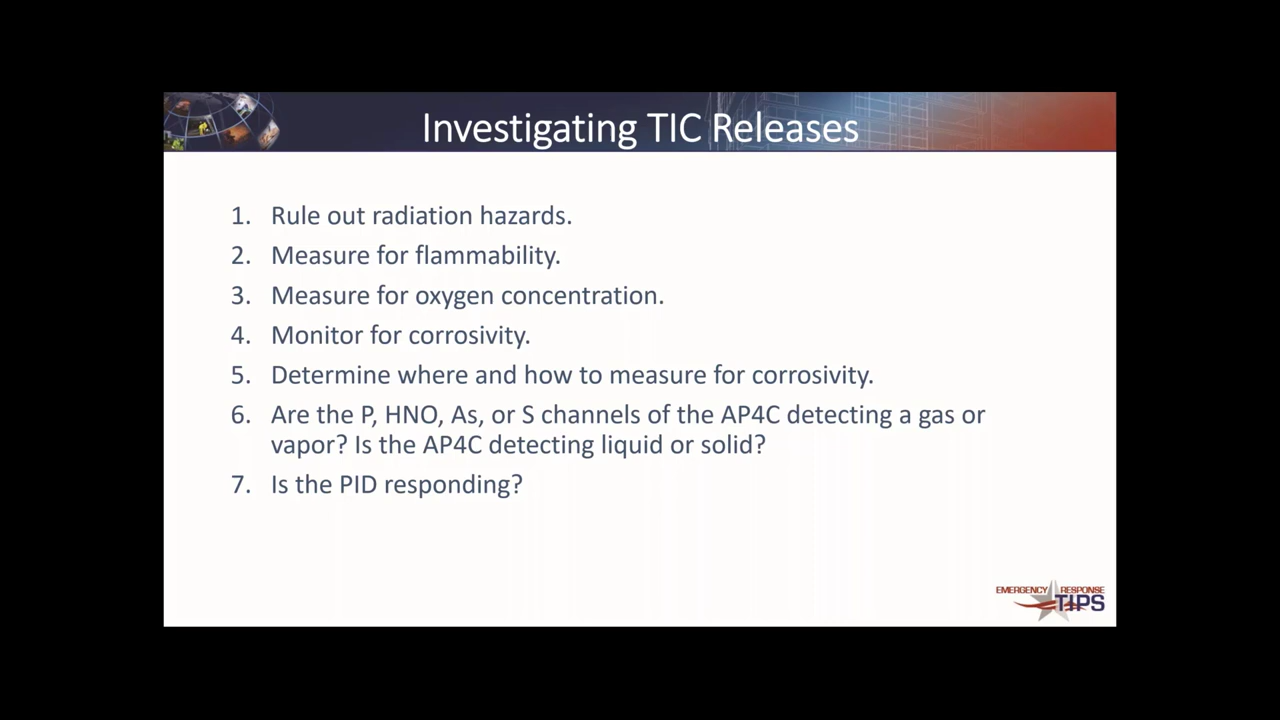 Investigating TIC Releases
1. Rule out radiation hazards.
2. Measure for flammability.
3. Measure for oxygen concentration.
4. Monitor for corrosivity.
5. Determine where and how to measure for corrosivity.
6. Are the P, HNO, As, or S channels of the AP4C detecting a gas or
vapor? Is the AP4C detecting liquid or solid?
7. Is the PID responding?
EMERGENCY RESPONSE
TIPS